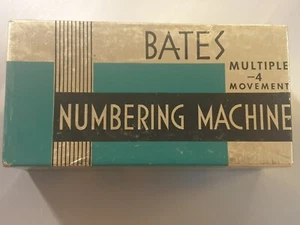 BATES
MULTIPLE
-4
MOVEMENT
NUMBERING MACHINE